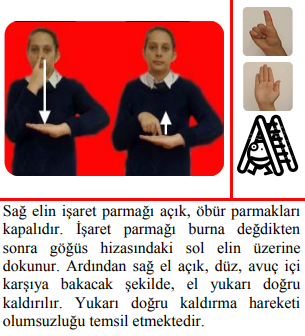 Sağ elin işaret parmağı açık, öbür parmakları
kapalıdır. İşaret parmağı burna değdikten
sonra göğüs hizasındaki sol elin üzerine
dokunur. Ardından sağ el açık, düz, avuç içi
karşıya bakacak şekilde, el yukarı doğru
kaldırılır. Yukarı doğru kaldırma hareketi
olumsuzluğu temsil etmektedir.